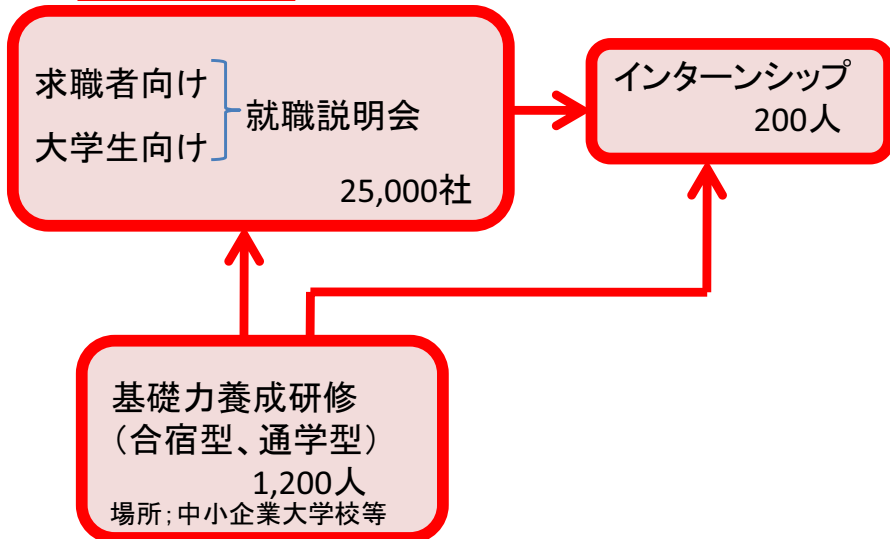 求職者向け
大学生向け
就職説明会
25,000社
インターンシップ
200人
基礎力養成研修
（合宿型、通学型）
1,200人
場所；中小企業大学校等